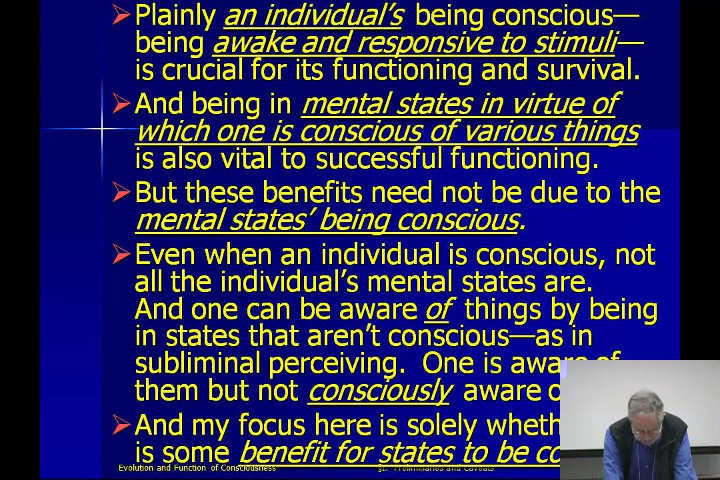 Plainly an individual's being conscious—
being awake and responsive to stimuli—
is crucial for its functioning and survival.
And being in mental states in virtue of
which one is conscious of various things
is also vital to successful functioning.
But these benefits need not be due to the
mental states' being conscious.
Even when an individual is conscious, not
all the individual's mental states are.
And one can be aware of things by being
in states that aren't conscious—as in
subliminal perceiving. One is aware of
them but not consciously aware
And my focus here is solely
is some benefit for states to be
Evolution and Function of Consciousness
§I. Preliminaries and Caveats